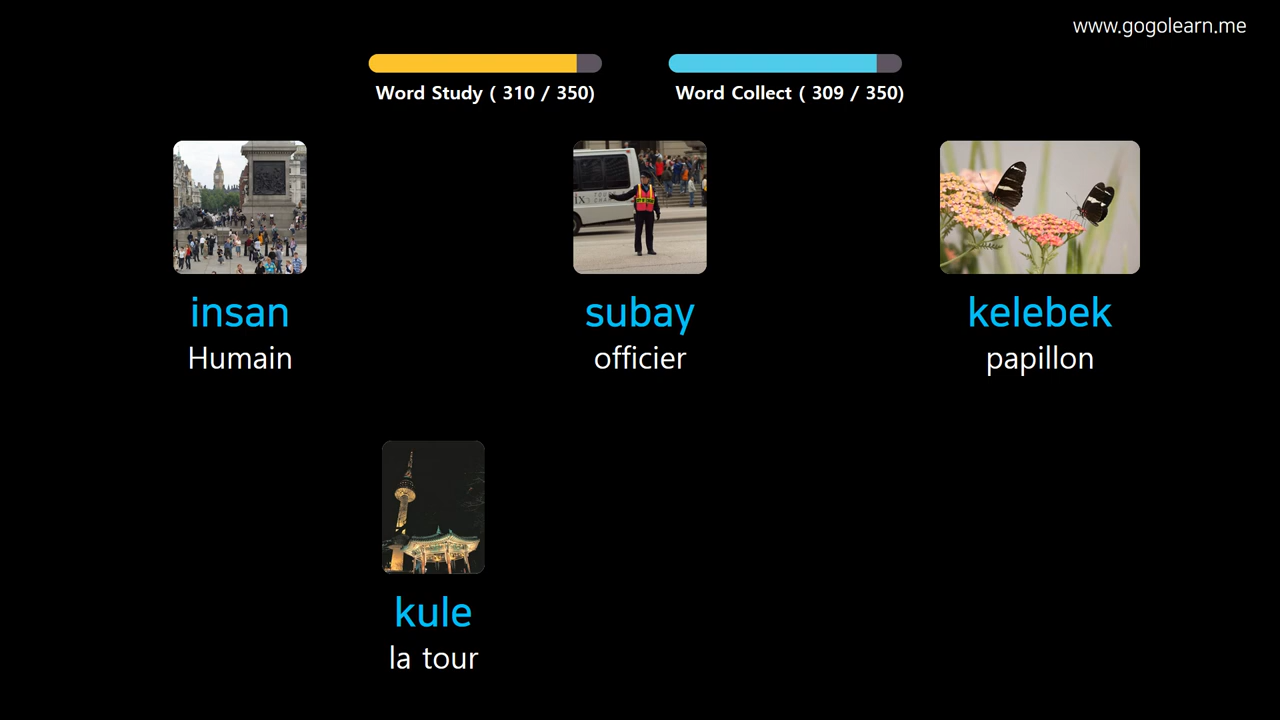 www.gogolearn.me
Word Study ( 310 / 350)
Word Collect ( 309 / 350)
insan
Humain
subay
officier
kelebek
papillon
kule
la tour